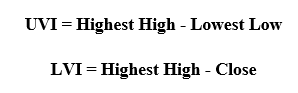 UVI = Highest High - Lowest Low
LVI = Highest High - Close